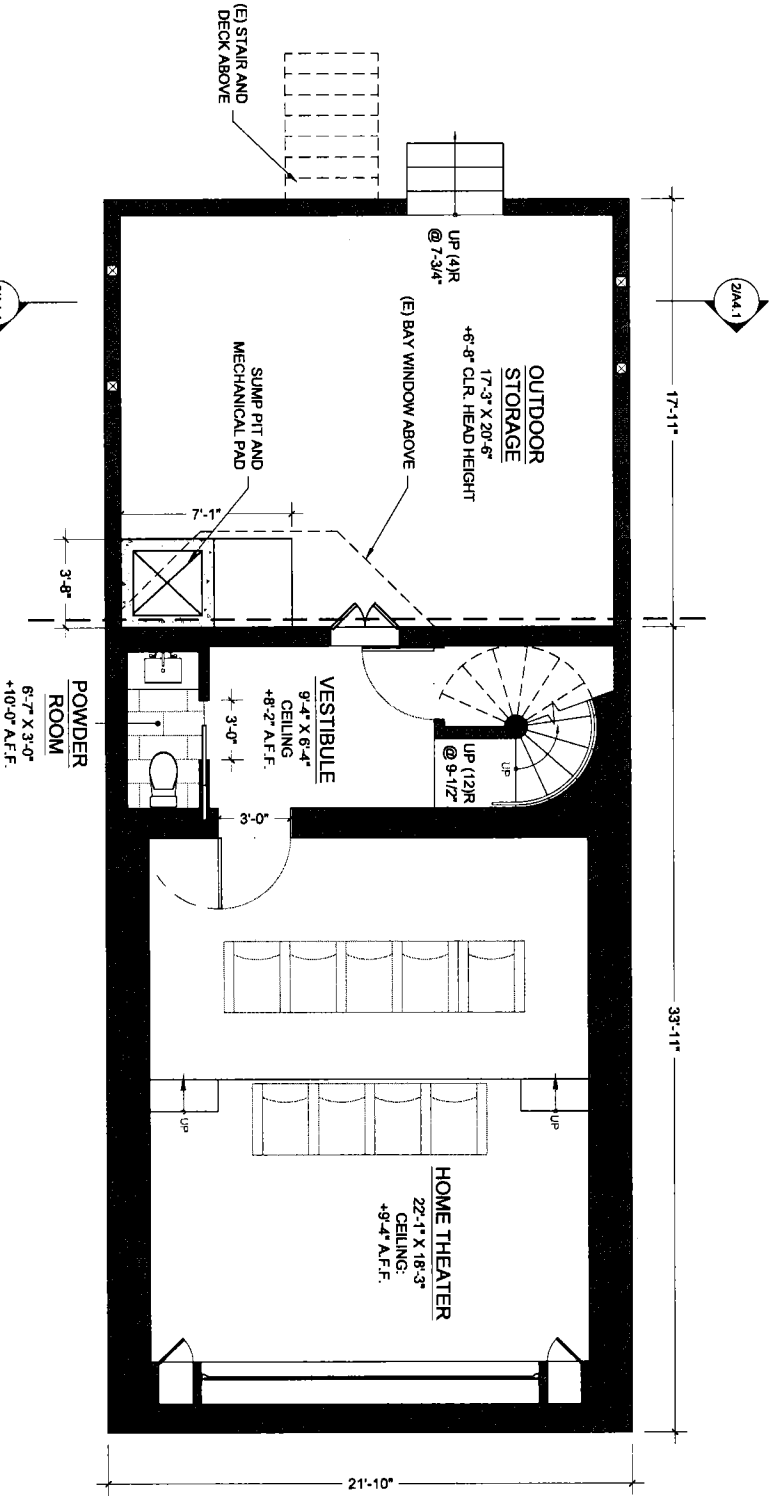 (E) STAIR AND
DECK ABOVE
UP (4)R
@ 7-3/4"
2/A4.1
17'-11"
OUTDOOR
STORAGE
17'-3" X 20'-6"
+6'-8" CLR. HEAD HEIGHT
(E) BAY WINDOW ABOVE
SUMP PIT AND
MECHANICAL PAD
7'-1"
3'-8"
VESTIBULE
9'-4" X 6'-4"
CEILING
+8'-2" A.F.F.
UP (12)R
@ 9-1/2"
UP
3'-0"
POWDER
ROOM
6'-7" X 3'-0"
+10'-0" A.F.F.
3'-0"
33'-11"
UP
UP
HOME THEATER
22'-1" X 18'-3"
CEILING:
+9'-4" A.F.F.
21'-10"